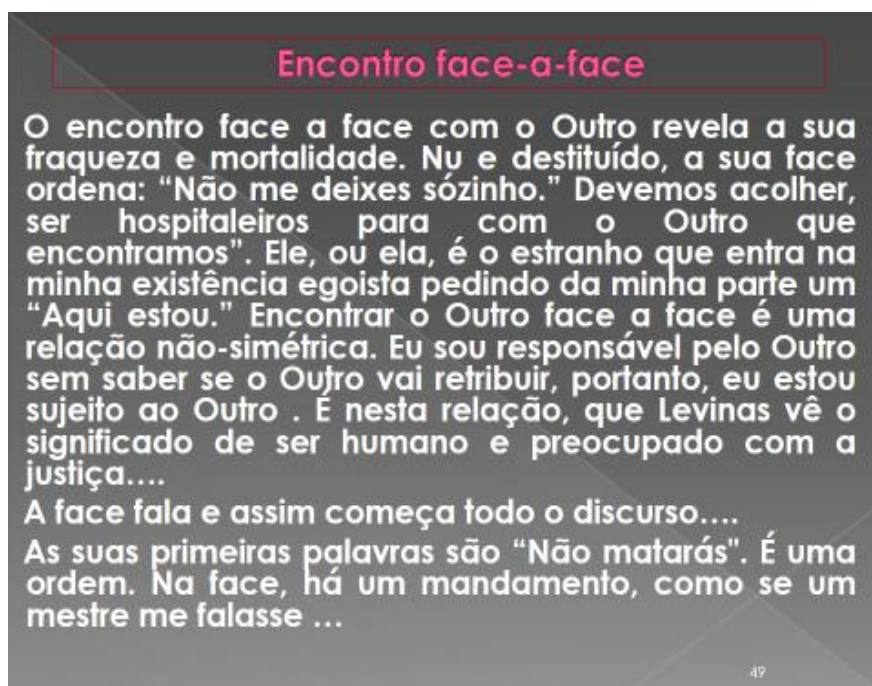 Encontro face-a-face
O encontro face a face com o Outro revela a sua
fraqueza e mortalidade. Nu e destituído, a sua face
ordena: “Não me deixes sózinho.” Devemos acolher,
ser hospitaleiros para com o Outro que
encontramos”. Ele, ou ela, é o estranho que entra na
minha existência egoista pedindo da minha parte um
“Aqui estou.” Encontrar o Outro face a face é uma
relação não-simétrica. Eu sou responsável pelo Outro
sem saber se o Outro vai retribuir, portanto, eu estou
sujeito ao Outro . É nesta relação, que Levinas vê o
significado de ser humano e preocupado com a
justiça….
A face fala e assim começa todo o discurso….
As suas primeiras palavras são “Não matarás". É uma
ordem. Na face, há um mandamento, como se um
mestre me falasse …
49